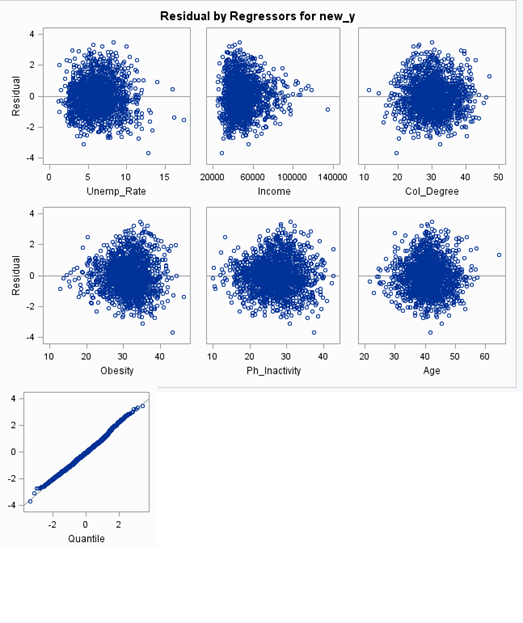 Residual by Regressors for new_y
4
2
0
-2
-4
Residual
0 5 10 15
Unemp_Rate
20000 60000 100000 140000
Income
10 20 30 40 50
Col_Degree
4
2
0
-2
-4
Residual
10 20 30 40
Obesity
10 20 30 40
Ph_Inactivity
20 30 40 50 60
Age
4
2
0
-2
-4
-2 0 2
Quantile